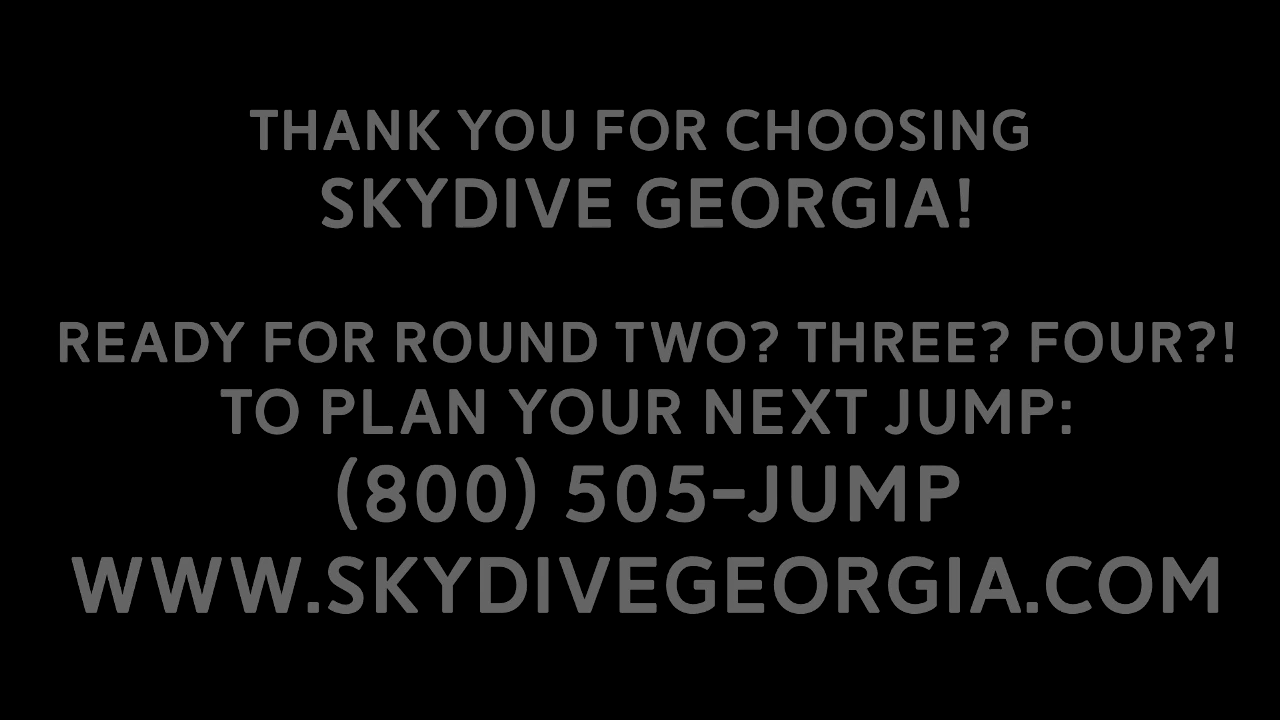 THANK YOU FOR CHOOSING
SKYDIVE GEORGIA!
READY FOR ROUND TWO? THREE? FOUR?!
TO PLAN YOUR NEXT JUMP:
(800) 505-JUMP
WWW.SKYDIVEGEORGIA.COM